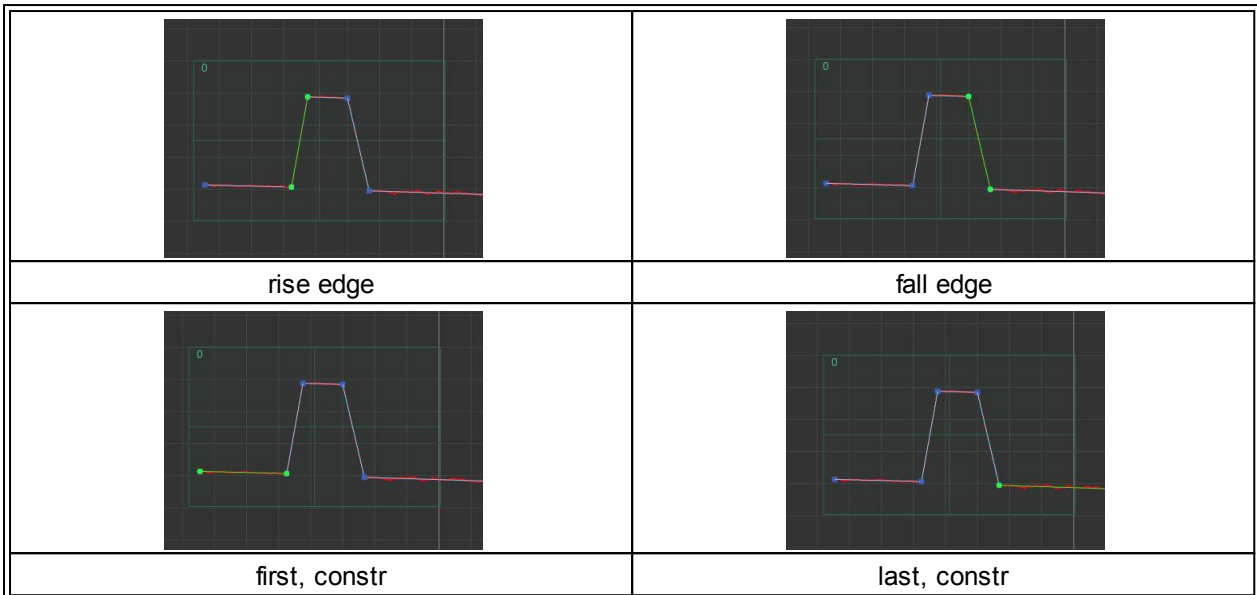 0
0
rise edge
fall edge
0
0
first, constr
last, constr